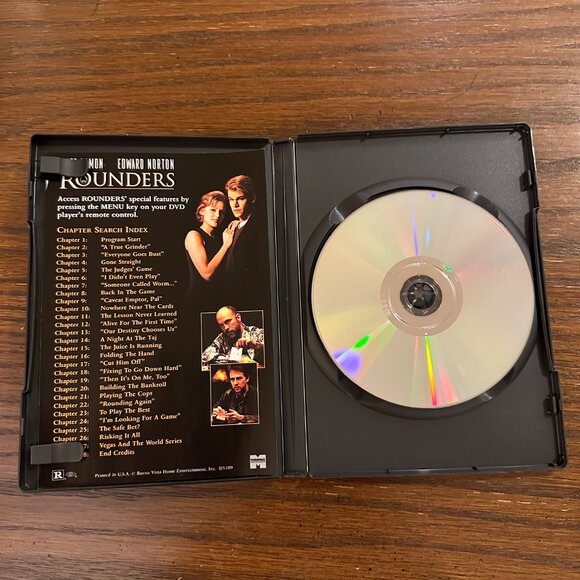 MON EDWARD NORTON
ROUNDERS
Access ROUNDERS' special features by
pressing the MENU key on your DVD
player's remote control.
CHAPTER SEARCH INDEX
Chapter 1: Program Start
Chapter 2: "A True Grinder"
Chapter 3: "Everyone Goes Bust"
Chapter 4: Gone Straight
Chapter 5: The Judges' Game
Chapter 6: "I Didn't Even Play"
Chapter 7: "Someone Called Worm..."
Chapter 8: Back In The Game
Chapter 9: "Caveat Emptor, Pal"
Chapter 10: Nowhere Near The Cards
Chapter 11: The Lesson Never Learned
Chapter 12: "Alive For The First Time"
Chapter 13: "Our Destiny Chooses Us"
Chapter 14: A Night At The Taj
Chapter 15: The Juice Is Running
Chapter 16: Folding The Hand
Chapter 17: "Cut Him Off"
Chapter 18: "Fixing To Go Down Hard"
Chapter 19: "Then It's On Me, Too"
Chapter 20: Building The Bankroll
Chapter 21: Playing The Cops
Chapter 22: "Rounding Again"
Chapter 23: To Play The Best
Chapter 24: "I'm Looking For A Game"
Chapter 25: The Safe Bet?
Chapter 26: Risking It All
7: Vegas And The World Series
8: End Credits
R
Printed in U.S.A. © Buena Vista Home Entertainment, Inc. D5109